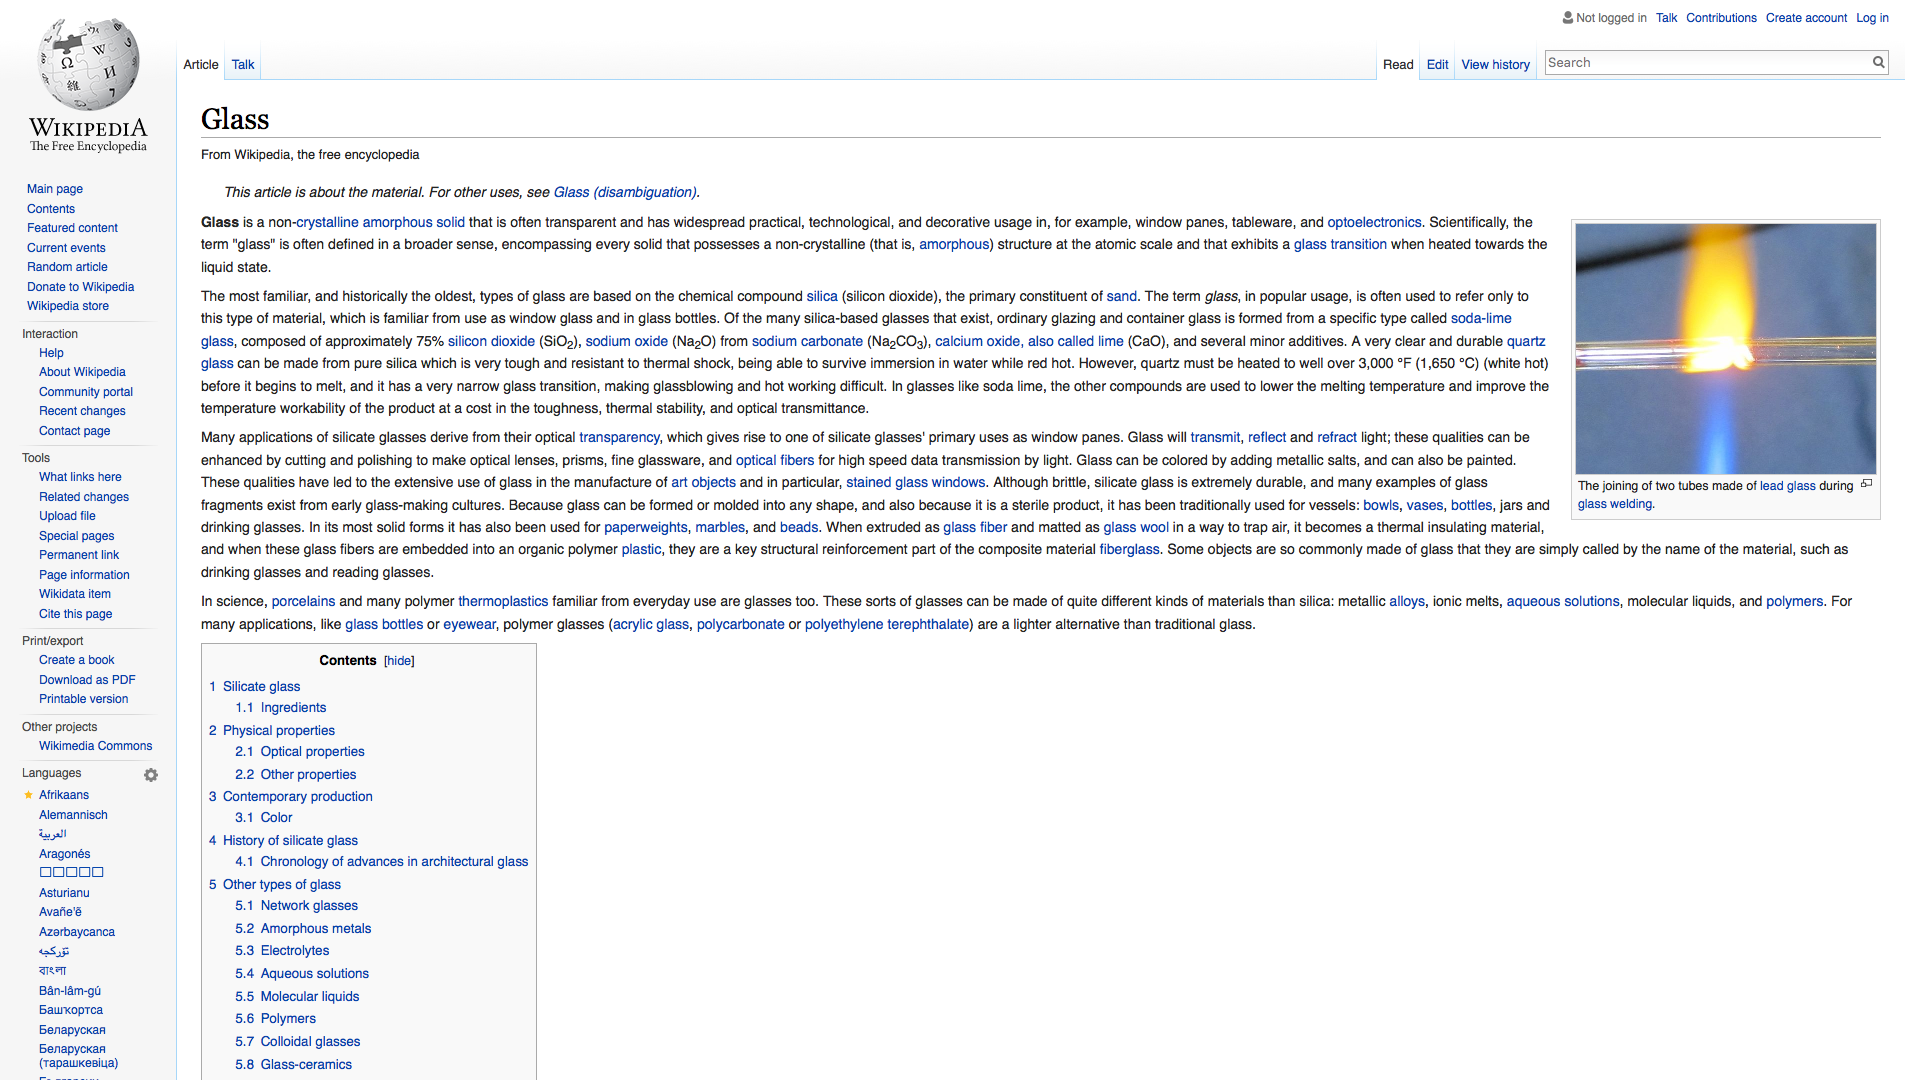 Not logged in Talk Contributions Create account Log in
Article Talk Read Edit View history Search
WIKIPEDIA
The Free Encyclopedia
Main page
Contents
Featured content
Current events
Random article
Donate to Wikipedia
Wikipedia store
Interaction
Help
About Wikipedia
Community portal
Recent changes
Contact page
Tools
What links here
Related changes
Upload file
Special pages
Permanent link
Page information
Wikidata item
Cite this page
Print/export
Create a book
Download as PDF
Printable version
Other projects
Wikimedia Commons
Languages
Afrikaans
Alemannisch
العربية
Aragonés
Asturianu
Avañe'ẽ
Azərbaycanca
تۆرکجه
বাংলা
Bân-lâm-gú
Башҡортса
Беларуская
Беларуская
(тарашкевіца)
Glass
From Wikipedia, the free encyclopedia
This article is about the material. For other uses, see Glass (disambiguation).
Glass is a non-crystalline amorphous solid that is often transparent and has widespread practical, technological, and decorative usage in, for example, window panes, tableware, and optoelectronics. Scientifically, the
term "glass" is often defined in a broader sense, encompassing every solid that possesses a non-crystalline (that is, amorphous) structure at the atomic scale and that exhibits a glass transition when heated towards the
liquid state.
The most familiar, and historically the oldest, types of glass are based on the chemical compound silica (silicon dioxide), the primary constituent of sand. The term glass, in popular usage, is often used to refer only to
this type of material, which is familiar from use as window glass and in glass bottles. Of the many silica-based glasses that exist, ordinary glazing and container glass is formed from a specific type called soda-lime
glass, composed of approximately 75% silicon dioxide (SiO2), sodium oxide (Na2O) from sodium carbonate (Na2CO3), calcium oxide, also called lime (CaO), and several minor additives. A very clear and durable quartz
glass can be made from pure silica which is very tough and resistant to thermal shock, being able to survive immersion in water while red hot. However, quartz must be heated to well over 3,000 °F (1,650 °C) (white hot)
before it begins to melt, and it has a very narrow glass transition, making glassblowing and hot working difficult. In glasses like soda lime, the other compounds are used to lower the melting temperature and improve the
temperature workability of the product at a cost in the toughness, thermal stability, and optical transmittance.
Many applications of silicate glasses derive from their optical transparency, which gives rise to one of silicate glasses' primary uses as window panes. Glass will transmit, reflect and refract light; these qualities can be
enhanced by cutting and polishing to make optical lenses, prisms, fine glassware, and optical fibers for high speed data transmission by light. Glass can be colored by adding metallic salts, and can also be painted.
These qualities have led to the extensive use of glass in the manufacture of art objects and in particular, stained glass windows. Although brittle, silicate glass is extremely durable, and many examples of glass
fragments exist from early glass-making cultures. Because glass can be formed or molded into any shape, and also because it is a sterile product, it has been traditionally used for vessels: bowls, vases, bottles, jars and
drinking glasses. In its most solid forms it has also been used for paperweights, marbles, and beads. When extruded as glass fiber and matted as glass wool in a way to trap air, it becomes a thermal insulating material,
and when these glass fibers are embedded into an organic polymer plastic, they are a key structural reinforcement part of the composite material fiberglass. Some objects are so commonly made of glass that they are simply called by the name of the material, such as
drinking glasses and reading glasses.
In science, porcelains and many polymer thermoplastics familiar from everyday use are glasses too. These sorts of glasses can be made of quite different kinds of materials than silica: metallic alloys, ionic melts, aqueous solutions, molecular liquids, and polymers. For
many applications, like glass bottles or eyewear, polymer glasses (acrylic glass, polycarbonate or polyethylene terephthalate) are a lighter alternative than traditional glass.
The joining of two tubes made of lead glass during
glass welding.
Contents [hide]
1 Silicate glass
1.1 Ingredients
2 Physical properties
2.1 Optical properties
2.2 Other properties
3 Contemporary production
3.1 Color
4 History of silicate glass
4.1 Chronology of advances in architectural glass
5 Other types of glass
5.1 Network glasses
5.2 Amorphous metals
5.3 Electrolytes
5.4 Aqueous solutions
5.5 Molecular liquids
5.6 Polymers
5.7 Colloidal glasses
5.8 Glass-ceramics